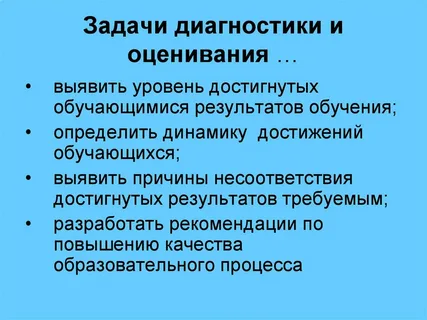 Задачи диагностики и
оценивания …
• выявить уровень достигнутых
обучающимися результатов обучения;
• определить динамику достижений
обучающихся;
• выявить причины несоответствия
достигнутых результатов требуемым;
• разработать рекомендации по
повышению качества
образовательного процесса